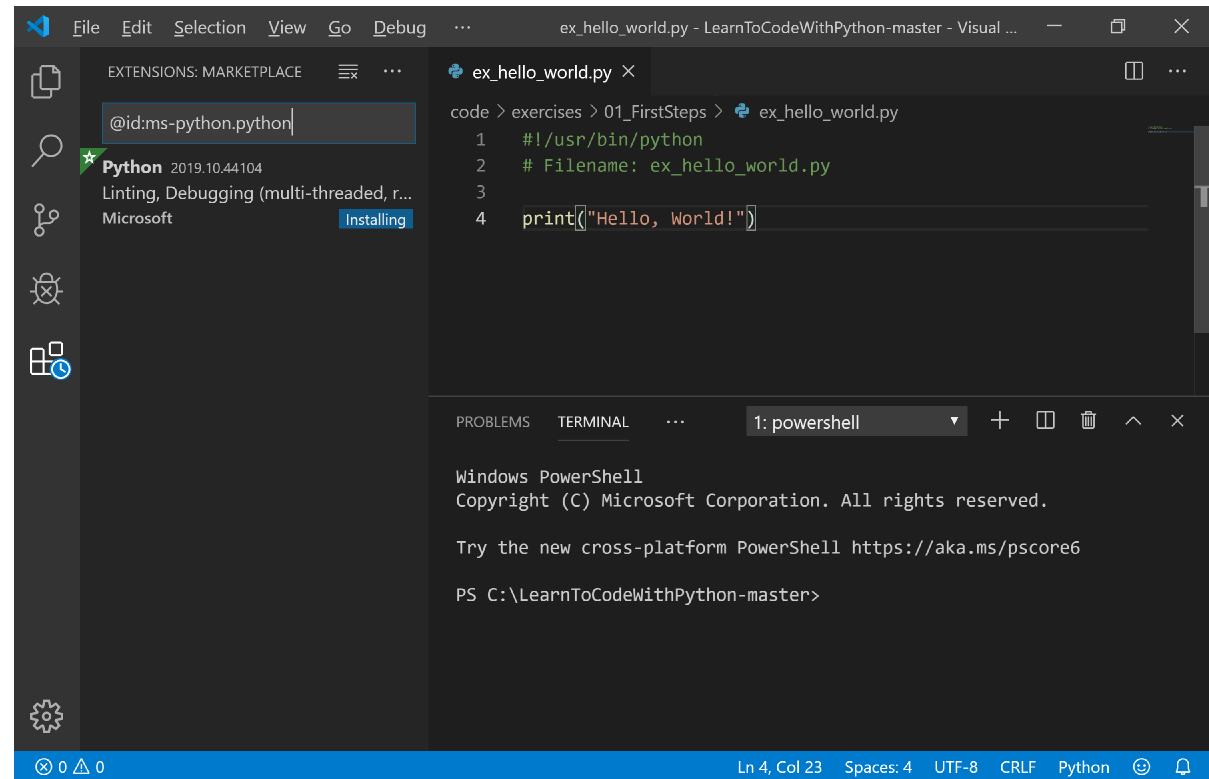 File Edit Selection View Go Debug ··· ex_hello_world.py - LearnToCodeWithPython-master - Visual ...
EXTENSIONS: MARKETPLACE
@id:ms-python.python
Python 2019.10.44104
Linting, Debugging (multi-threaded, r...
Microsoft Installing
ex_hello_world.py
code > exercises > 01_FirstSteps > ex_hello_world.py
1 #!/usr/bin/python
2 # Filename: ex_hello_world.py
3
4 print("Hello, World!")
PROBLEMS TERMINAL ··· 1: powershell
Windows PowerShell
Copyright (C) Microsoft Corporation. All rights reserved.
Try the new cross-platform PowerShell https://aka.ms/pscore6
PS C:\LearnToCodeWithPython-master>
0 0 Ln 4, Col 23 Spaces: 4 UTF-8 CRLF Python